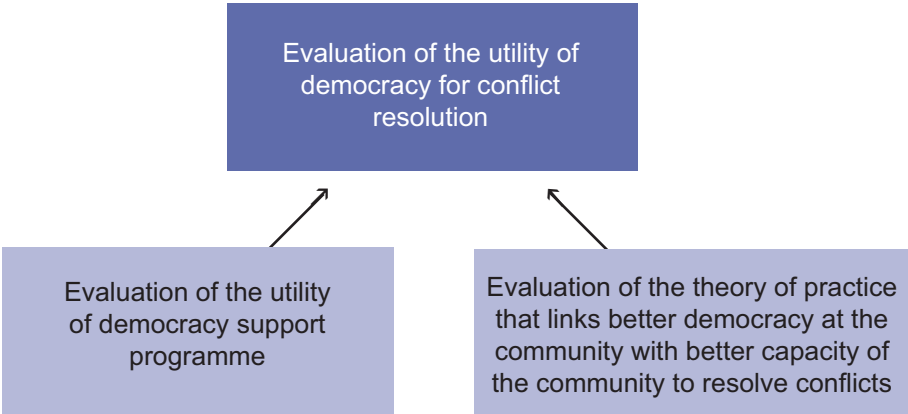 Evaluation of the utility of
democracy for conflict
resolution
Evaluation of the utility
of democracy support
programme
Evaluation of the theory of practice
that links better democracy at the
community with better capacity of
the community to resolve conflicts